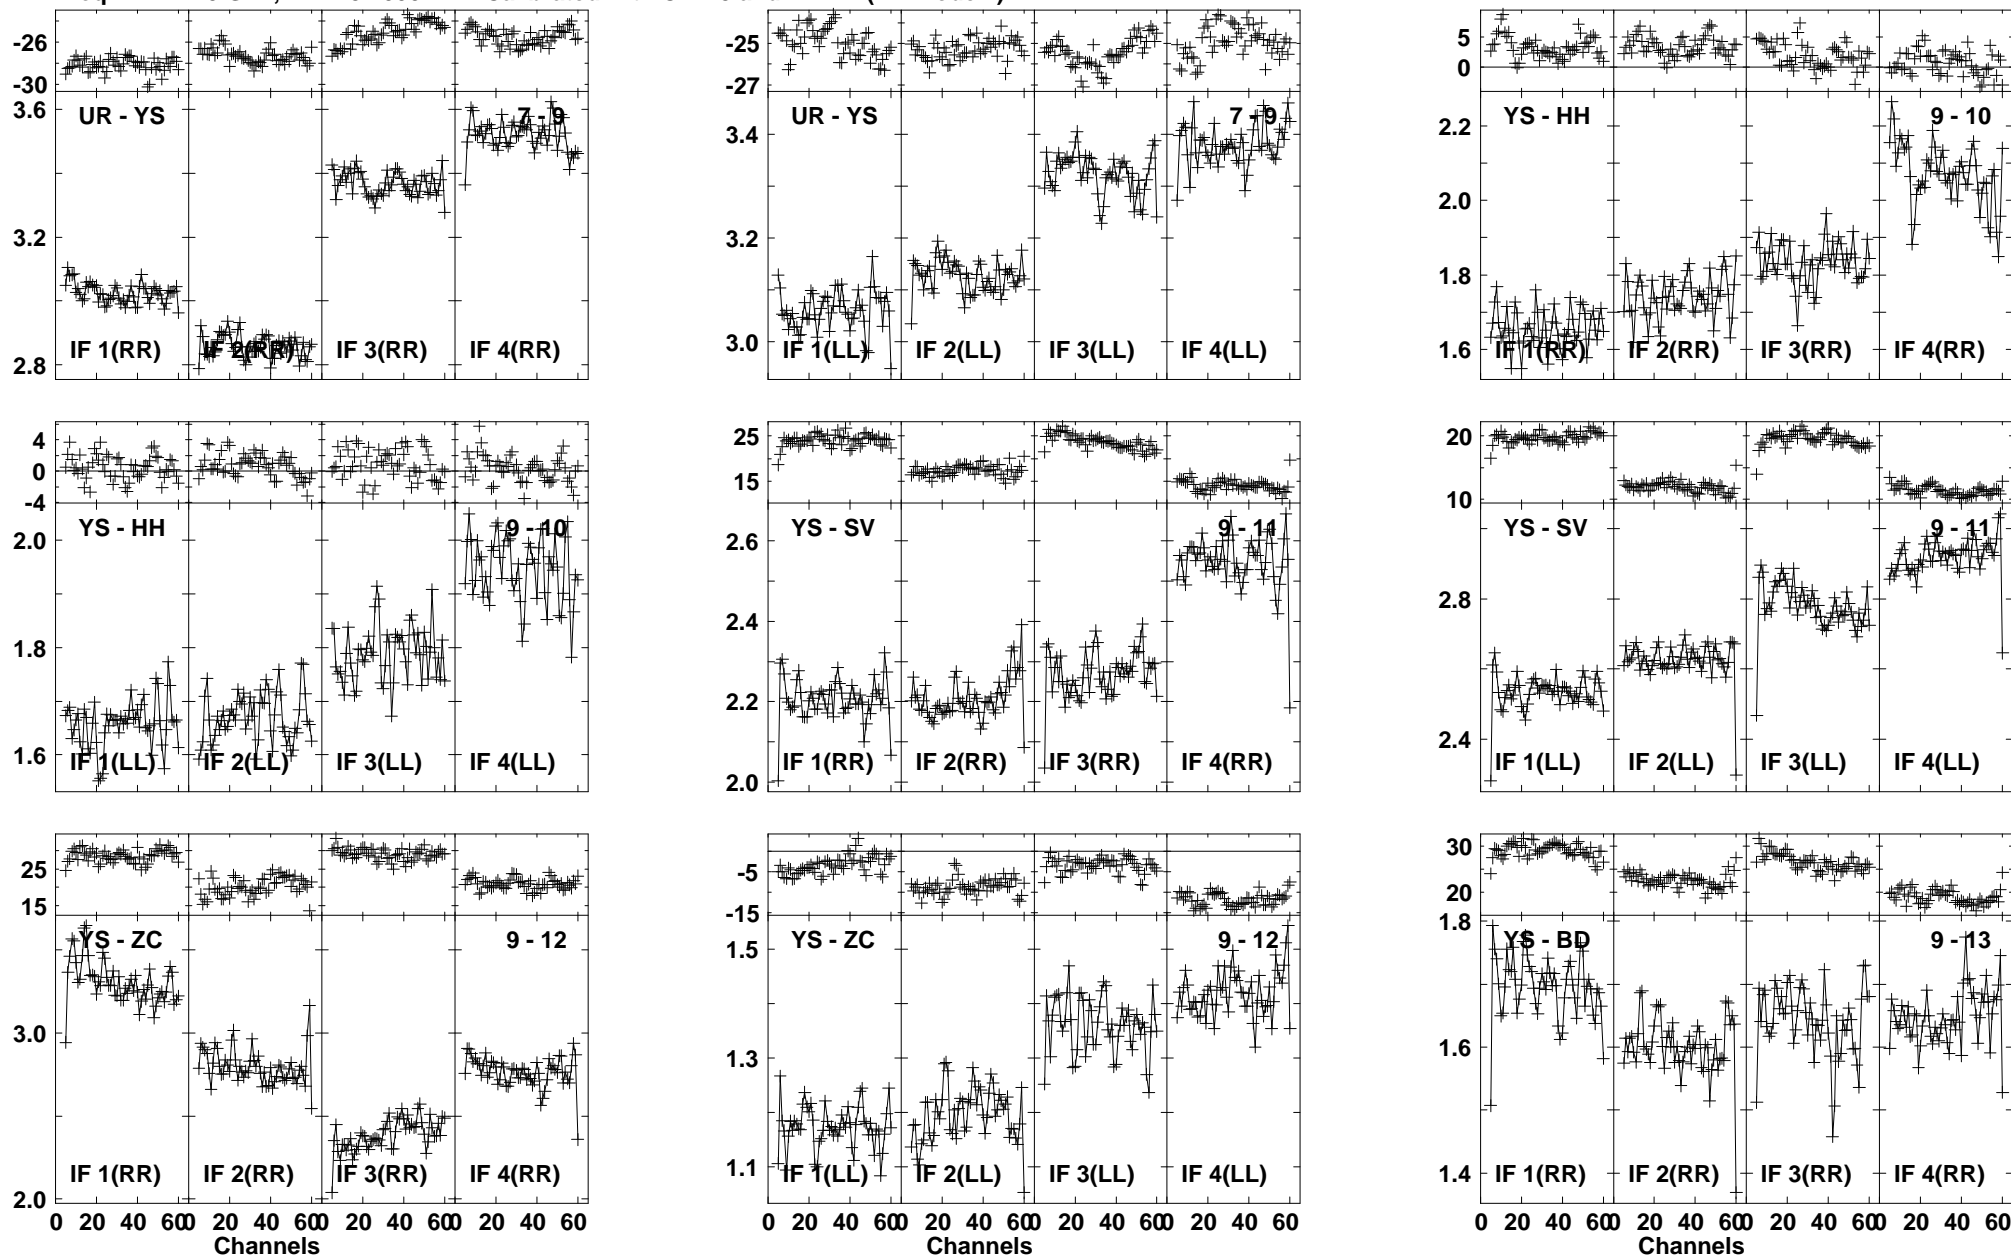 -26
-30
3.6
3.2
2.8
UR - YS
7 - 9
IF 1(RR)
IF 2(RR)
IF 3(RR)
IF 4(RR)
-25
-27
3.4
3.2
3.0
UR - YS
7 - 9
IF 1(LL)
IF 2(LL)
IF 3(LL)
IF 4(LL)
5
0
2.2
2.0
1.8
1.6
YS - HH
9 - 10
IF 1(RR)
IF 2(RR)
IF 3(RR)
IF 4(RR)
4
0
-4
2.0
1.8
1.6
YS - HH
9 - 10
IF 1(LL)
IF 2(LL)
IF 3(LL)
IF 4(LL)
25
15
2.6
2.4
2.2
2.0
YS - SV
9 - 11
IF 1(RR)
IF 2(RR)
IF 3(RR)
IF 4(RR)
20
10
2.8
2.4
YS - SV
9 - 11
IF 1(LL)
IF 2(LL)
IF 3(LL)
IF 4(LL)
25
15
3.0
2.0
YS - ZC
9 - 12
IF 1(RR)
IF 2(RR)
IF 3(RR)
IF 4(RR)
0 20 40 60 0 20 40 60 0 20 40 60 0 20 40 60
Channels
-5
-15
1.5
1.3
1.1
YS - ZC
9 - 12
IF 1(LL)
IF 2(LL)
IF 3(LL)
IF 4(LL)
0 20 40 60 0 20 40 60 0 20 40 60 0 20 40 60
Channels
30
20
1.8
1.6
1.4
YS - BD
9 - 13
IF 1(RR)
IF 2(RR)
IF 3(RR)
IF 4(RR)
0 20 40 60 0 20 40 60 0 20 40 60 0 20 40 60
Channels